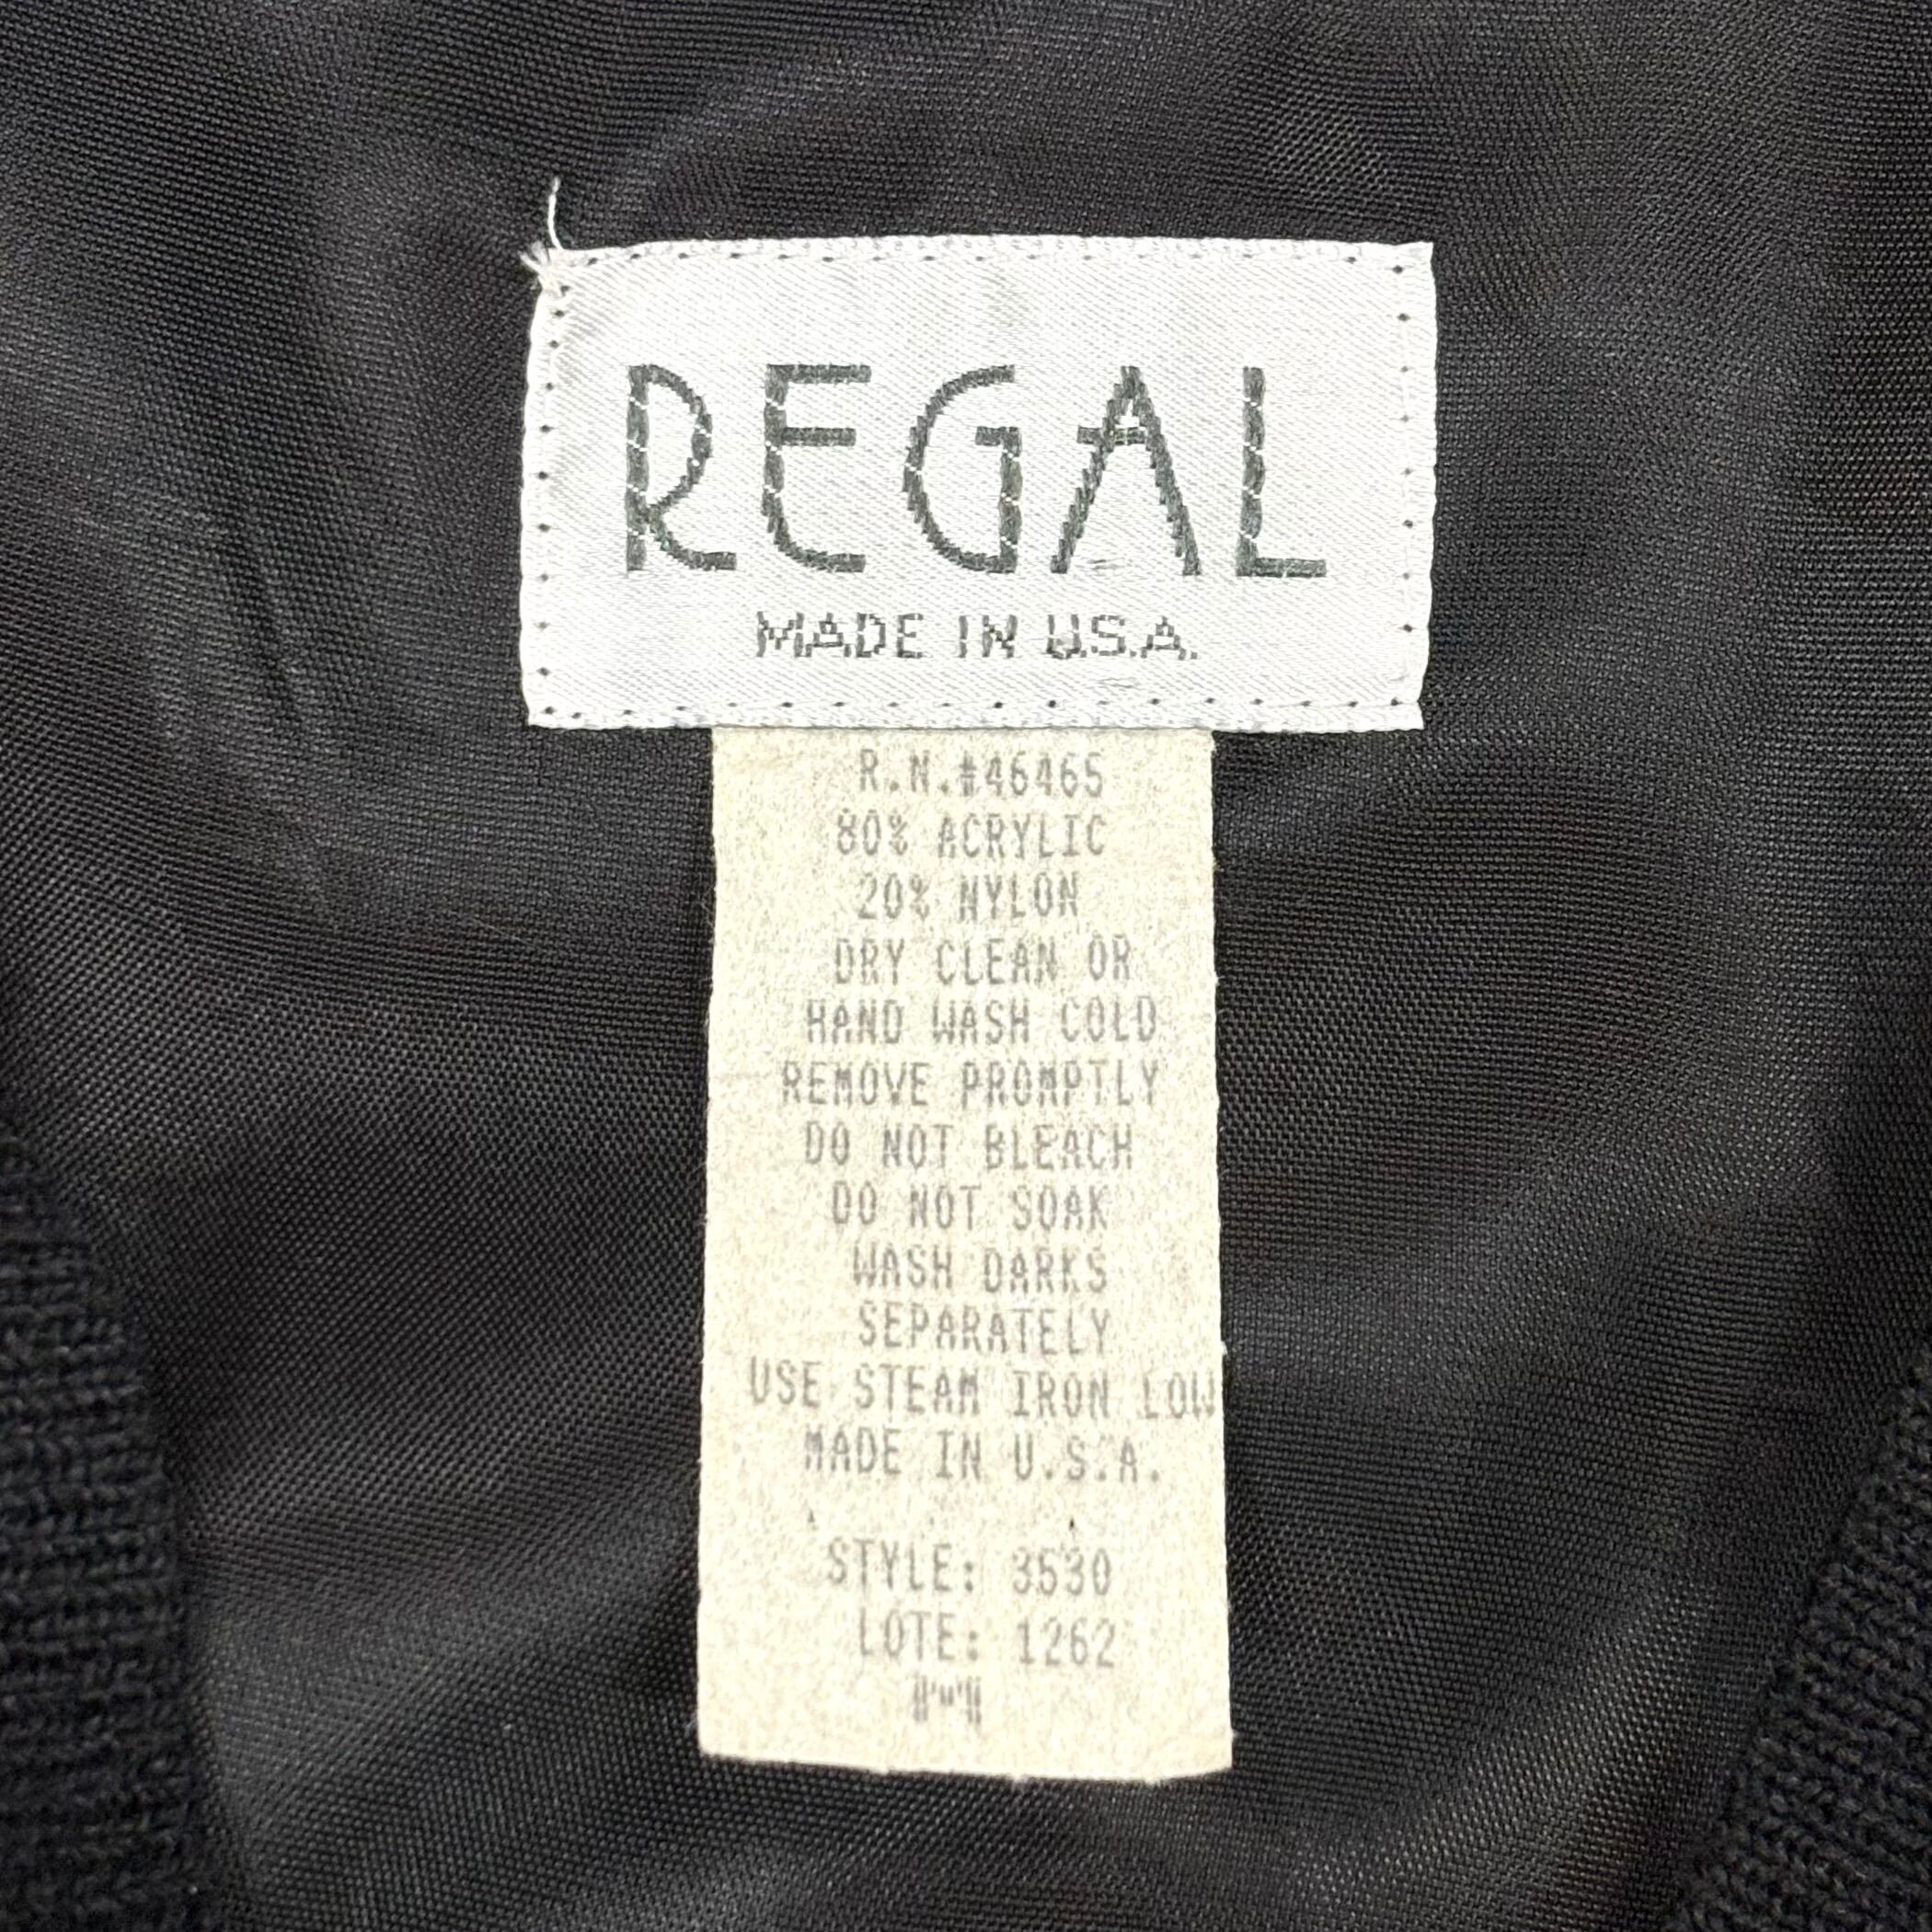 REGAL
MADE IN U.S.A.
R.N.#46465
80% ACRYLIC
20% NYLON
DRY CLEAN OR
HAND WASH COLD
REMOVE PROMPTLY
DO NOT BLEACH
DO NOT SOAK
WASH DARKS
SEPARATELY
USE STEAM IRON LOW
MADE IN U.S.A.
STYLE: 3530
LOTE: 1262